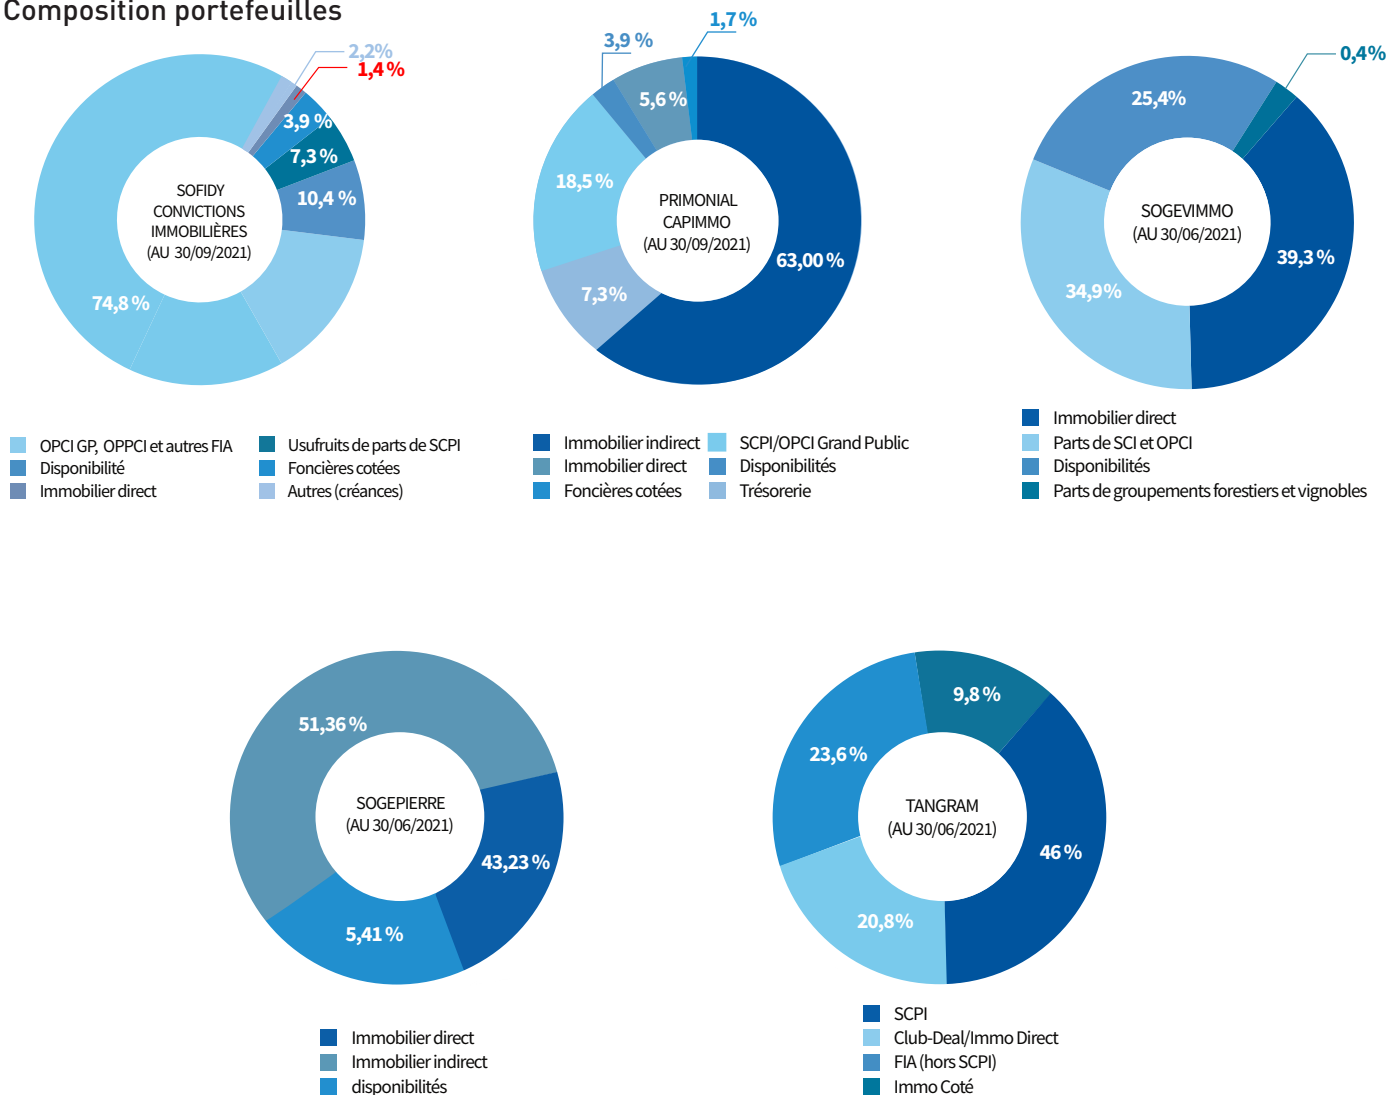 Composition portefeuilles
2,2%
1,4 %
3,9 %
7,3 %
10,4 %
74,8 %
SOFIDY
CONVICTIONS
IMMOBILIÈRES
(AU 30/09/2021)
OPCI GP, OPPCI et autres FIA
Disponibilité
Immobilier direct
Usufruits de parts de SCPI
Foncières cotées
Autres (créances)
1,7 %
3,9 %
5,6 %
18,5 %
7,3 %
63,00 %
PRIMONIAL
CAPIMMO
(AU 30/09/2021)
Immobilier indirect
Immobilier direct
Foncières cotées
SCPI/OPCI Grand Public
Disponibilités
Trésorerie
0,4 %
25,4%
39,3 %
34,9%
SOGEVIMMO
(AU 30/06/2021)
Immobilier direct
Parts de SCI et OPCI
Disponibilités
Parts de groupements forestiers et vignobles
51,36 %
43,23 %
5,41 %
SOGEPIERRE
(AU 30/06/2021)
Immobilier direct
Immobilier indirect
disponibilités
9,8 %
23,6 %
46 %
20,8%
TANGRAM
(AU 30/06/2021)
SCPI
Club-Deal/Immo Direct
FIA (hors SCPI)
Immo Coté